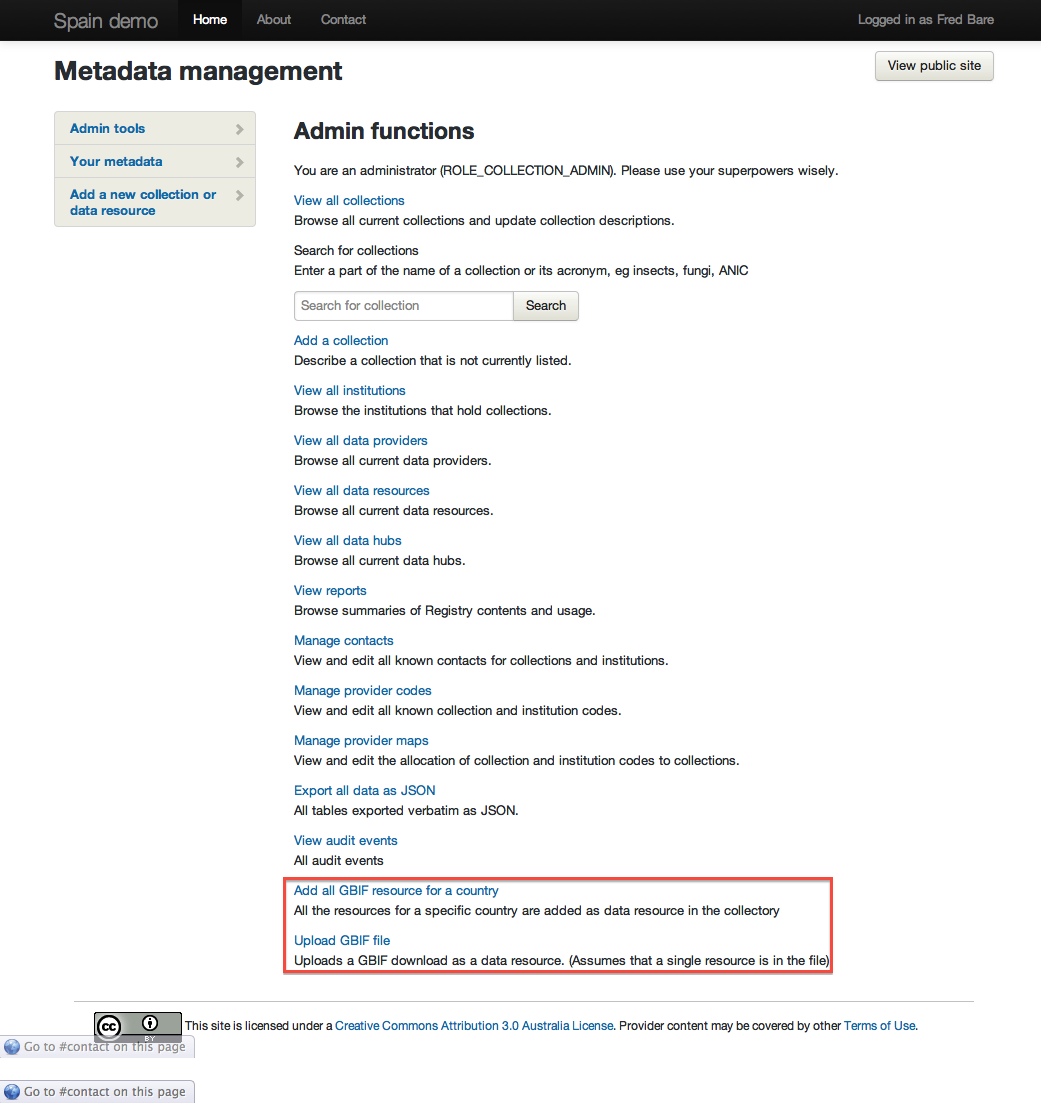 Spain demo Home About Contact Logged in as Fred Bare
Metadata management
View public site
Admin tools
Your metadata
Add a new collection or
data resource
Admin functions
You are an administrator (ROLE_COLLECTION_ADMIN). Please use your superpowers wisely.
View all collections
Browse all current collections and update collection descriptions.
Search for collections
Enter a part of the name of a collection or its acronym, eg insects, fungi, ANIC
Search for collection Search
Add a collection
Describe a collection that is not currently listed.
View all institutions
Browse the institutions that hold collections.
View all data providers
Browse all current data providers.
View all data resources
Browse all current data resources.
View all data hubs
Browse all current data hubs.
View reports
Browse summaries of Registry contents and usage.
Manage contacts
View and edit all known contacts for collections and institutions.
Manage provider codes
View and edit all known collection and institution codes.
Manage provider maps
View and edit the allocation of collection and institution codes to collections.
Export all data as JSON
All tables exported verbatim as JSON.
View audit events
All audit events
Add all GBIF resource for a country
All the resources for a specific country are added as data resource in the collectory
Upload GBIF file
Uploads a GBIF download as a data resource. (Assumes that a single resource is in the file)
cc BY This site is licensed under a Creative Commons Attribution 3.0 Australia License. Provider content may be covered by other Terms of Use.
Go to #contact on this page
Go to #contact on this page